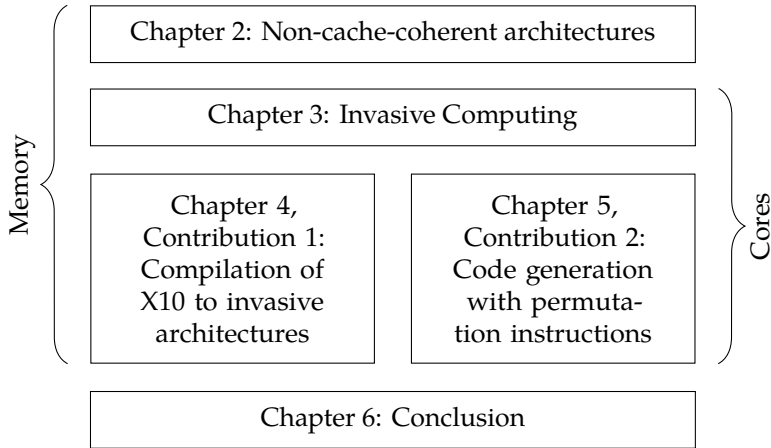 Chapter 2: Non-cache-coherent architectures
Chapter 3: Invasive Computing
Memory
Chapter 4,
Contribution 1:
Compilation of
X10 to invasive
architectures
Chapter 5,
Contribution 2:
Code generation
with permuta-
tion instructions
Cores
Chapter 6: Conclusion